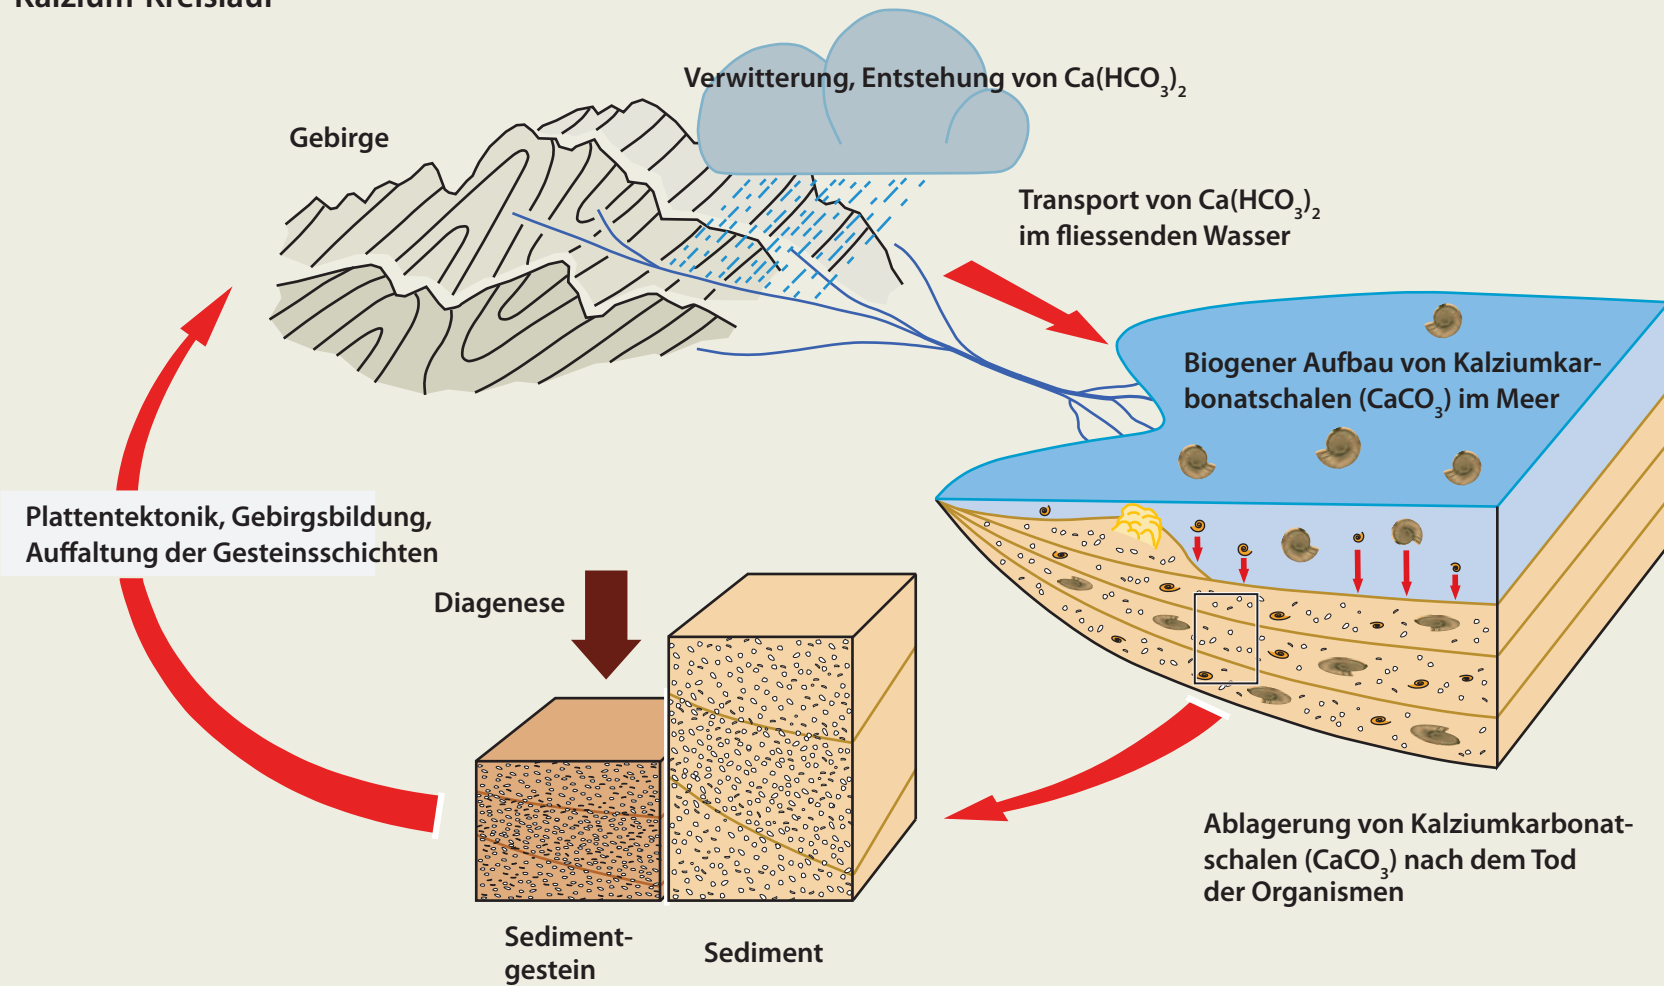 Kalzium-Kreislauf
Verwitterung, Entstehung von Ca(HCO₃)₂
Gebirge
Transport von Ca(HCO₃)₂
im fliessenden Wasser
Biogener Aufbau von Kalziumkar-
bonatschalen (CaCO₃) im Meer
Plattentektonik, Gebirgsbildung,
Auffaltung der Gesteinsschichten
Diagenese
Ablagerung von Kalziumkarbonat-
schalen (CaCO₃) nach dem Tod
der Organismen
Sediment-
gestein
Sediment